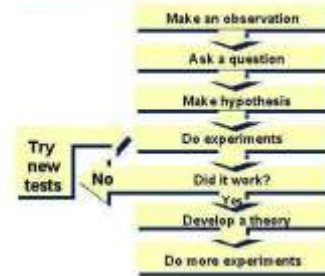 Make an observation
Ask a question
Make hypothesis
Do experiments
Try
new
tests
No
Did it work?
Yes
Develop a theory
Do more experiments